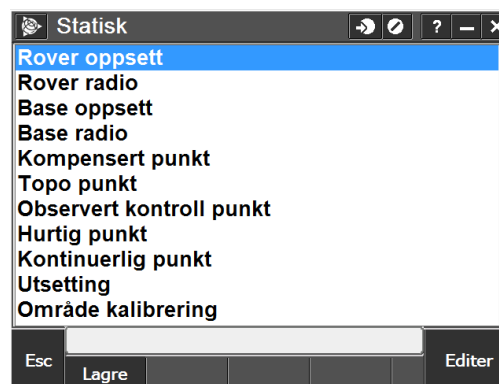 Statisk
?
Rover oppsett
Rover radio
Base oppsett
Base radio
Kompensert punkt
Topo punkt
Observert kontroll punkt
Hurtig punkt
Kontinuerlig punkt
Utsetting
Område kalibrering
Esc
Lagre
Editer